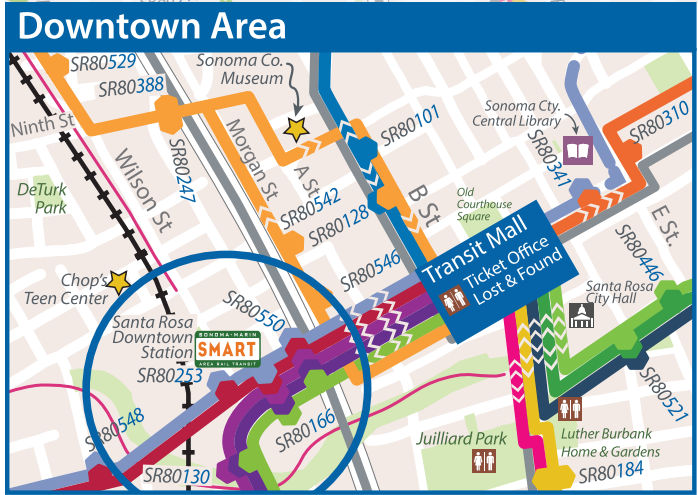 Downtown Area
SR80529
SR80388
Sonoma Co.
Museum
SR80101
Sonoma Cty.
Central Library
SR80310
Ninth St
SR80247
Morgan St
A St
SR80341
Wilson St
DeTurk
Park
SR80542
SR80128
B St
Old
Courthouse
Square
E St.
Transit Mall
Ticket Office
Lost & Found
SR80546
SR80446
Chop's
Teen Center
SR80550
Santa Rosa
City Hall
Santa Rosa
Downtown
Station
SONOMA-MARIN
SMART
AREA RAIL TRANSIT
SR80253
SR80521
SR80548
SR80166
Juilliard Park
Luther Burbank
Home & Gardens
SR80130
SR80184